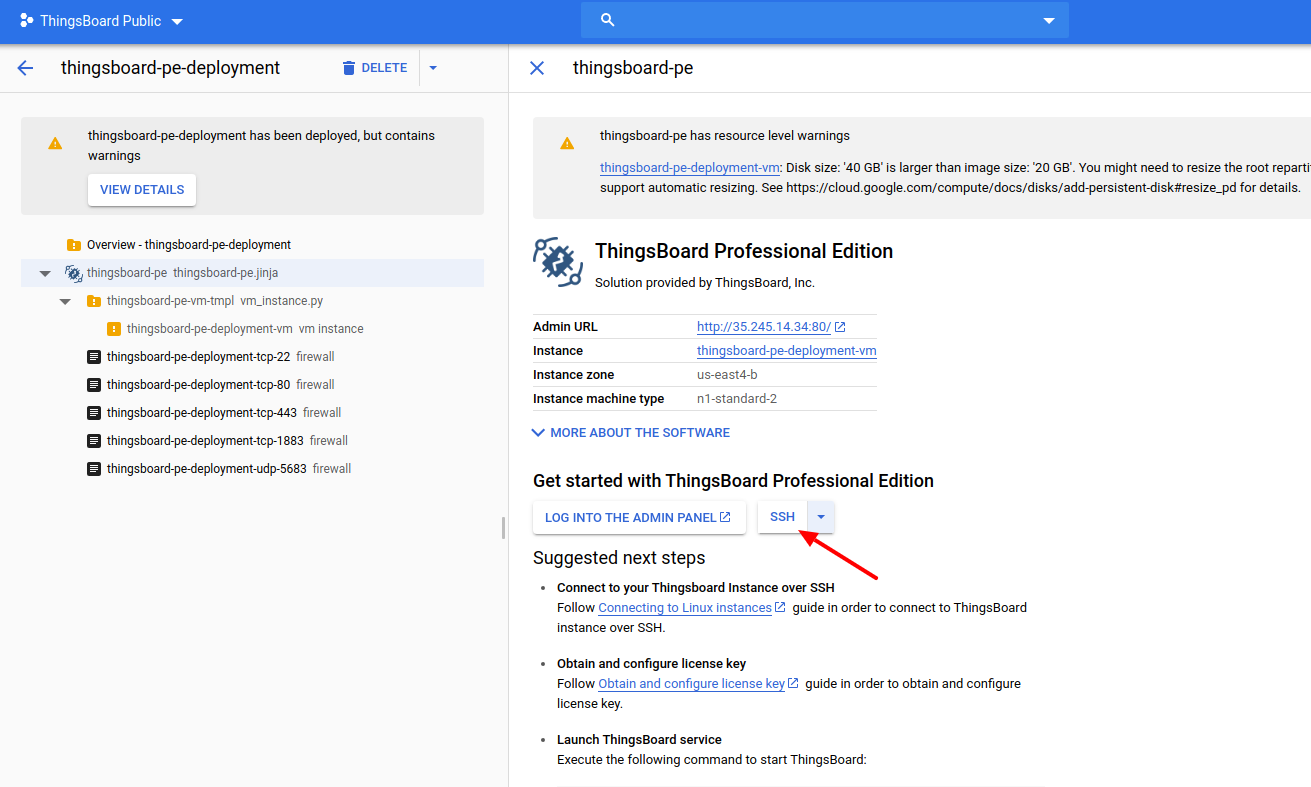 ThingsBoard Public
thingsboard-pe-deployment
DELETE
thingsboard-pe-deployment has been deployed, but contains
warnings
VIEW DETAILS
Overview - thingsboard-pe-deployment
thingsboard-pe thingsboard-pe.jinja
thingsboard-pe-vm-tmpl vm_instance.py
thingsboard-pe-deployment-vm vm instance
thingsboard-pe-deployment-tcp-22 firewall
thingsboard-pe-deployment-tcp-80 firewall
thingsboard-pe-deployment-tcp-443 firewall
thingsboard-pe-deployment-tcp-1883 firewall
thingsboard-pe-deployment-udp-5683 firewall
thingsboard-pe
thingsboard-pe has resource level warnings
thingsboard-pe-deployment-vm: Disk size: '40 GB' is larger than image size: '20 GB'. You might need to resize the root reparti
support automatic resizing. See https://cloud.google.com/compute/docs/disks/add-persistent-disk#resize_pd for details.
ThingsBoard Professional Edition
Solution provided by ThingsBoard, Inc.
Admin URL http://35.245.14.34:80/
Instance thingsboard-pe-deployment-vm
Instance zone us-east4-b
Instance machine type n1-standard-2
MORE ABOUT THE SOFTWARE
Get started with ThingsBoard Professional Edition
LOG INTO THE ADMIN PANEL SSH
Suggested next steps
• Connect to your Thingsboard Instance over SSH
Follow Connecting to Linux instances guide in order to connect to ThingsBoard
instance over SSH.
• Obtain and configure license key
Follow Obtain and configure license key guide in order to obtain and configure
license key.
• Launch ThingsBoard service
Execute the following command to start ThingsBoard: